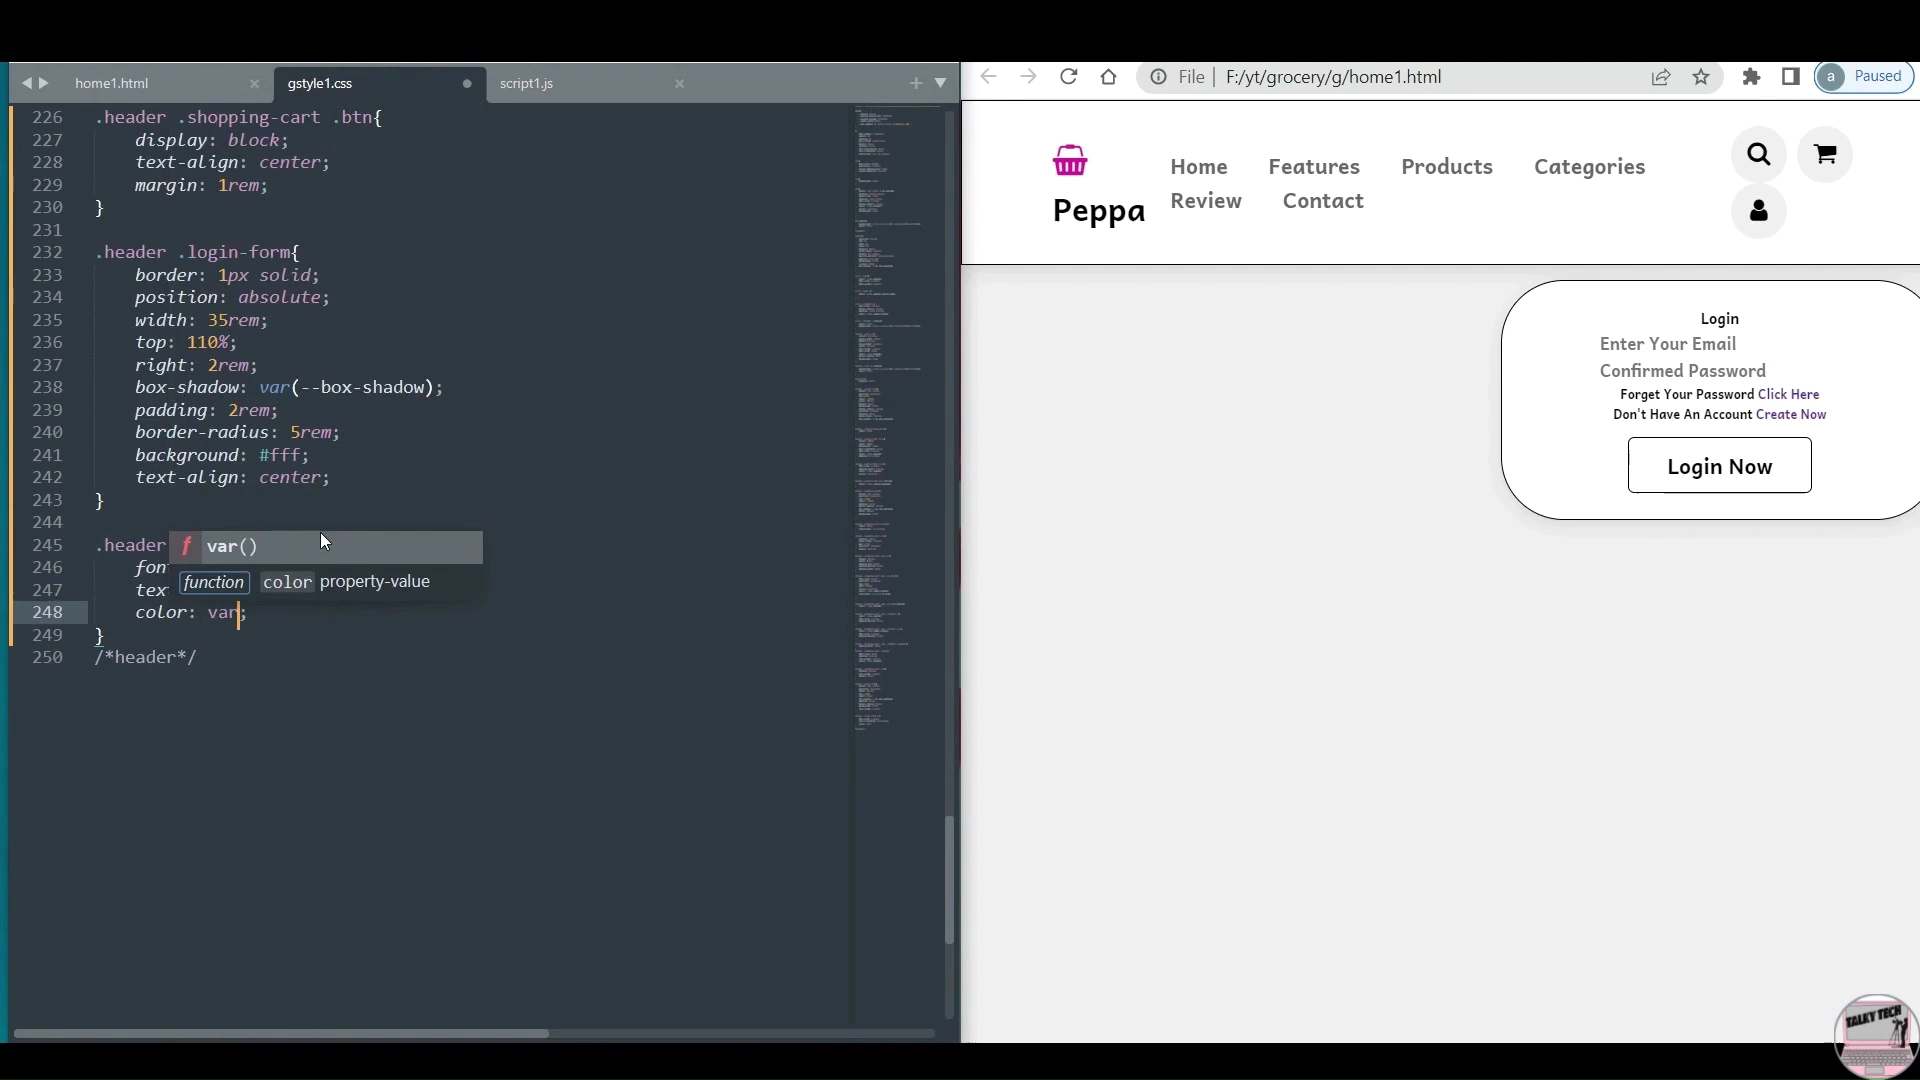 home1.html
gstyle1.css
script1.js
226 .header .shopping-cart .btn{
227 display: block;
228 text-align: center;
229 margin: 1rem;
230 }
231
232 .header .login-form{
233 border: 1px solid;
234 position: absolute;
235 width: 35rem;
236 top: 110%;
237 right: 2rem;
238 box-shadow: var(--box-shadow);
239 padding: 2rem;
240 border-radius: 5rem;
241 background: #fff;
242 text-align: center;
243 }
244
245 .header
f var()
246 fon
function color property-value
247 tex
248 color: var;
249 }
250 /*header*/
File F:/yt/grocery/g/home1.html
a Paused
Peppa
Home Features Products Categories
Review Contact
Login
Enter Your Email
Confirmed Password
Forget Your Password Click Here
Don't Have An Account Create Now
Login Now
TALKY TECH